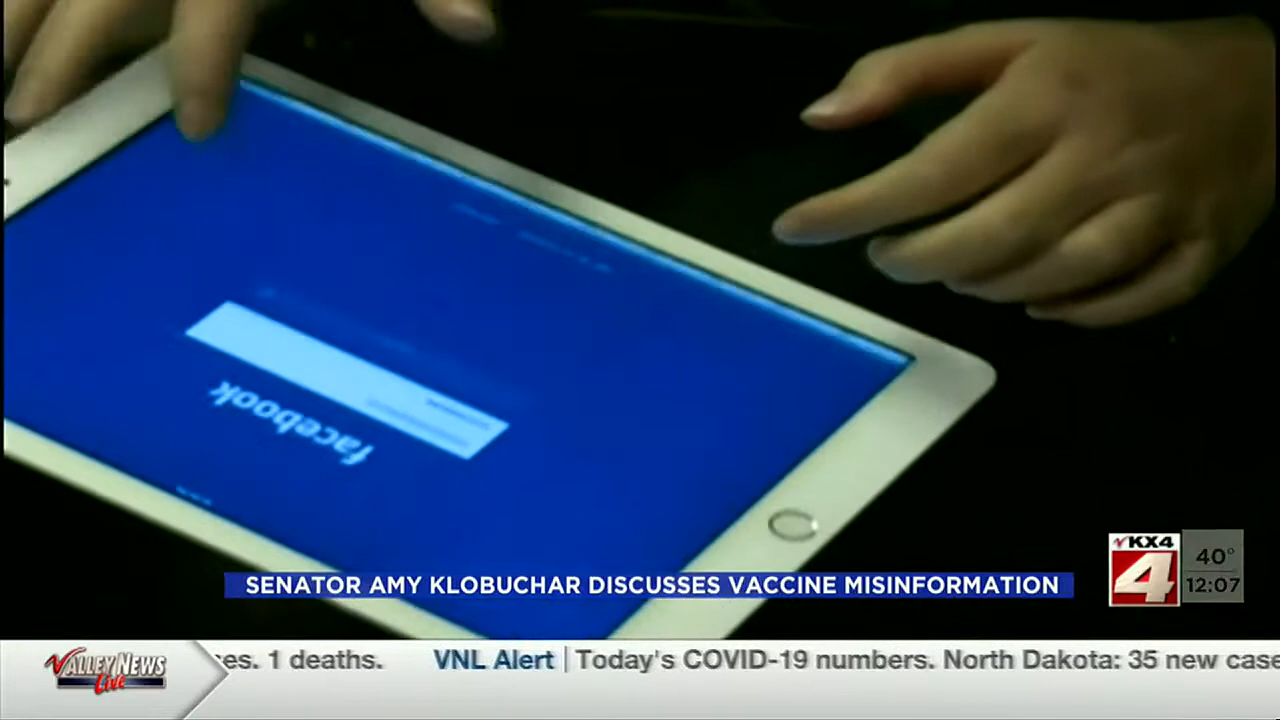 facebook
SENATOR AMY KLOBUCHAR DISCUSSES VACCINE MISINFORMATION
KX4
4
40°
12:07
VALLEY NEWS
Live
es. 1 deaths. VNL Alert | Today's COVID-19 numbers. North Dakota: 35 new case